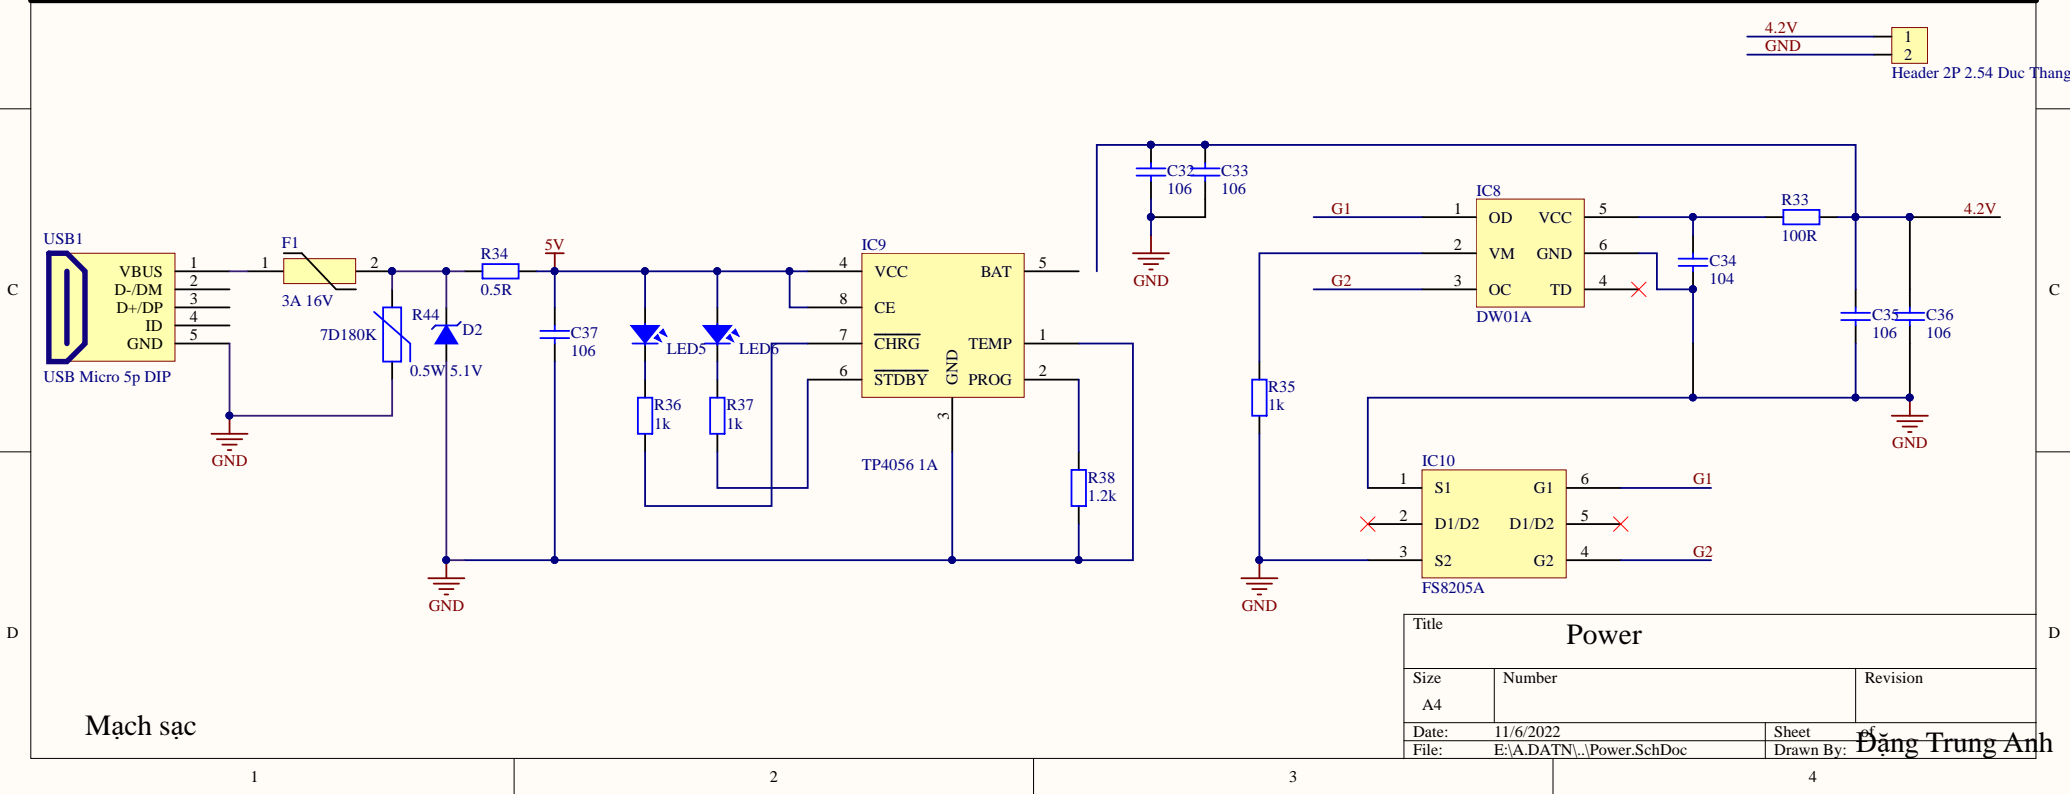 4.2V
GND
1
2
Header 2P 2.54 Duc Thang
C
D
USB1
VBUS
D-/DM
D+/DP
ID
GND
1
2
3
4
5
USB Micro 5p DIP
GND
F1
1
2
3A 16V
7D180K
R44
D2
0.5W 5.1V
R34
0.5R
5V
C37
106
LED5
LED6
R36
1k
R37
1k
GND
IC9
4
VCC
BAT
5
8
CE
7
CHRG
TEMP
1
6
STDBY
GND
PROG
2
3
TP4056 1A
R38
1.2k
C32
106
C33
106
GND
G1
G2
IC8
1
OD
VCC
5
2
VM
GND
6
3
OC
TD
4
DW01A
R33
100R
4.2V
C34
104
C35
106
C36
106
GND
R35
1k
GND
IC10
1
S1
G1
6
G1
2
D1/D2
D1/D2
5
3
S2
G2
4
G2
FS8205A
C
D
Mạch sạc
Title
Power
Size
Number
Revision
A4
Date:
11/6/2022
Sheet
of
File:
E:\A.DATN\..\Power.SchDoc
Drawn By:
Đặng Trung Anh
1
2
3
4